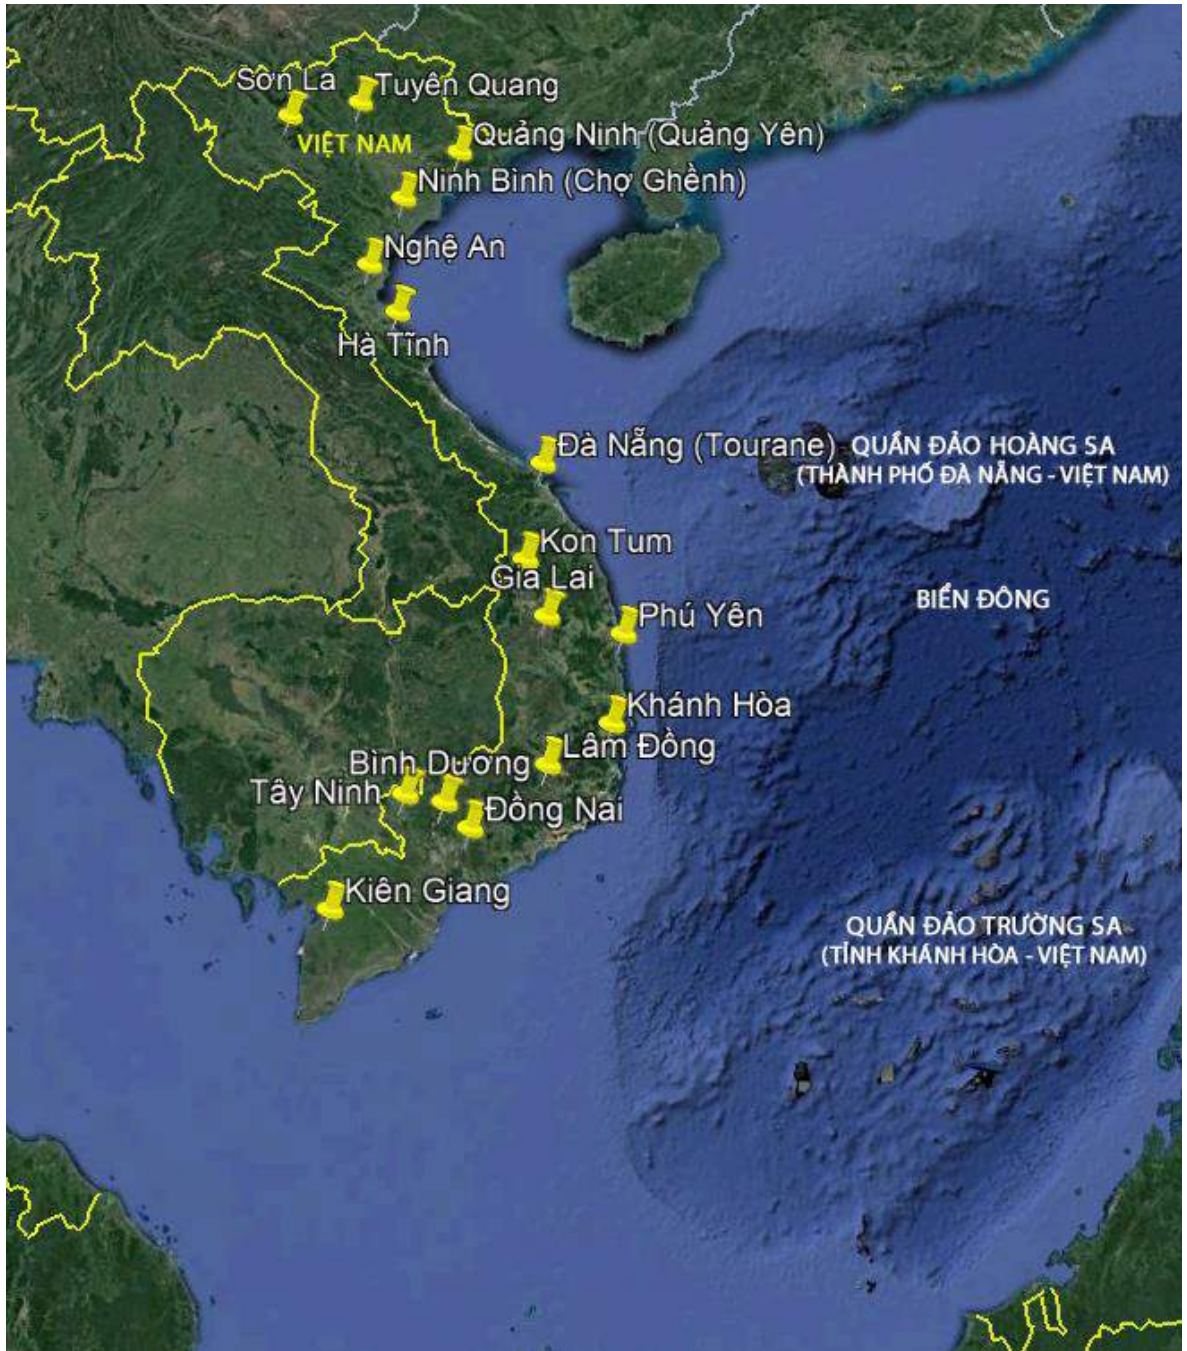 Sơn La
Tuyên Quang
VIỆT NAM
Quảng Ninh (Quảng Yên)
Ninh Bình (Chợ Ghềnh)
Nghệ An
Hà Tĩnh
Đà Nẵng (Tourane)
QUẦN ĐẢO HOÀNG SA
(THÀNH PHỐ ĐÀ NẴNG - VIỆT NAM)
Kon Tum
Gia Lai
BIỂN ĐÔNG
Phú Yên
Khánh Hòa
Lâm Đồng
Bình Dương
Tây Ninh
Đồng Nai
Kiên Giang
QUẦN ĐẢO TRƯỜNG SA
(TỈNH KHÁNH HÒA - VIỆT NAM)